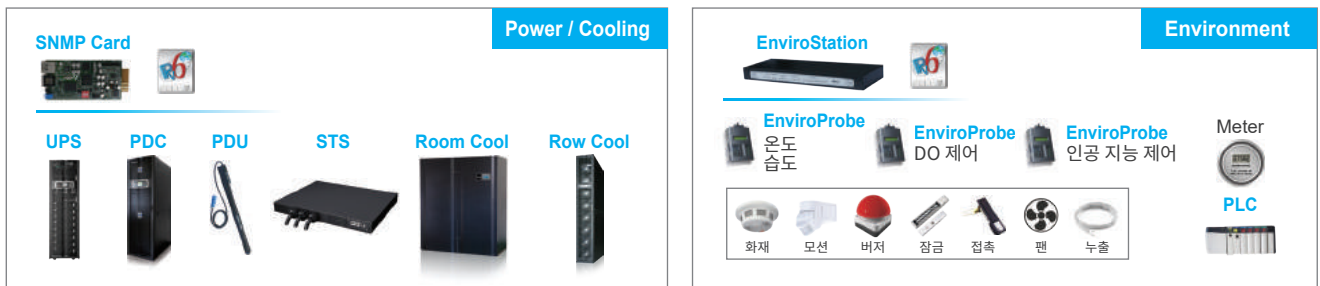 Power / Cooling
SNMP Card
R6
UPS
PDC
PDU
STS
Room Cool
Row Cool
Environment
EnviroStation
R6
EnviroProbe
온도
습도
EnviroProbe
DO 제어
EnviroProbe
인공 지능 제어
Meter
PLC
화재
모션
버저
잠금
접촉
팬
누출